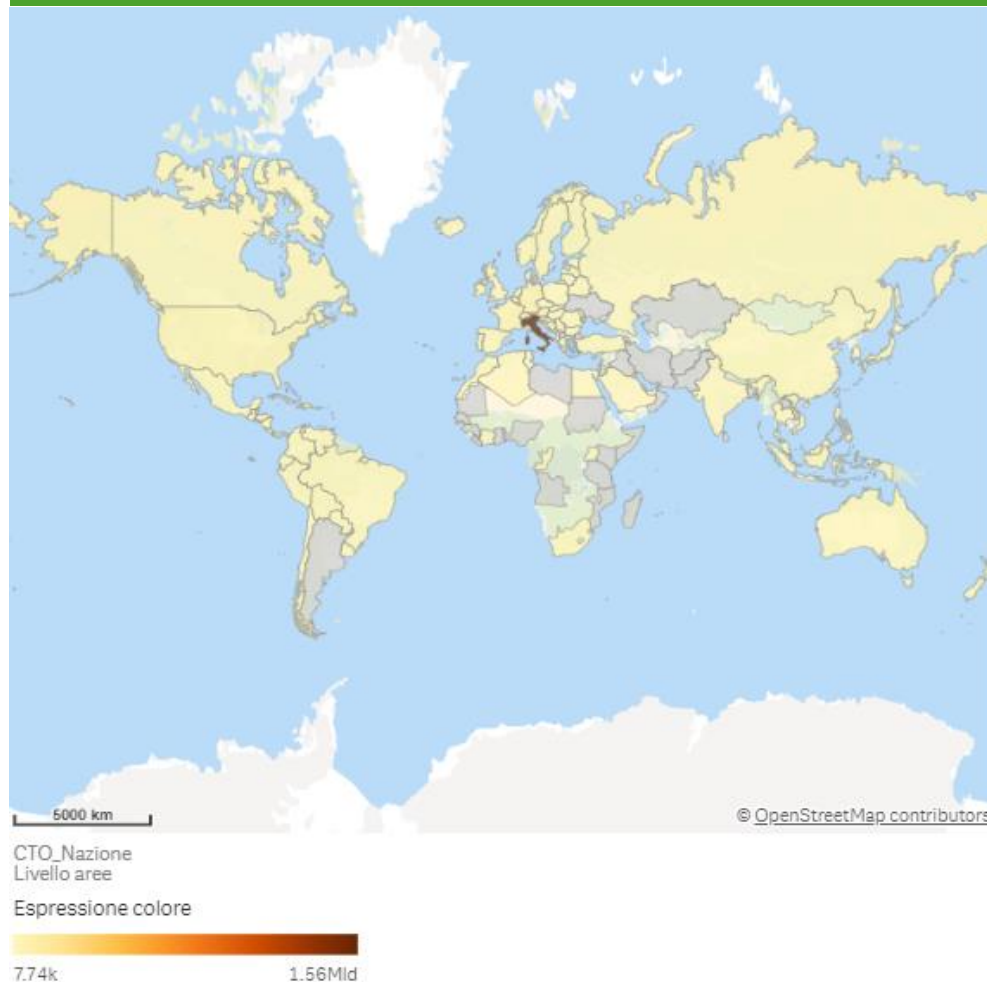 5000 km
© OpenStreetMap contributors
CTO_Nazione
Livello aree
Espressione colore
7.74k 1.56Mld